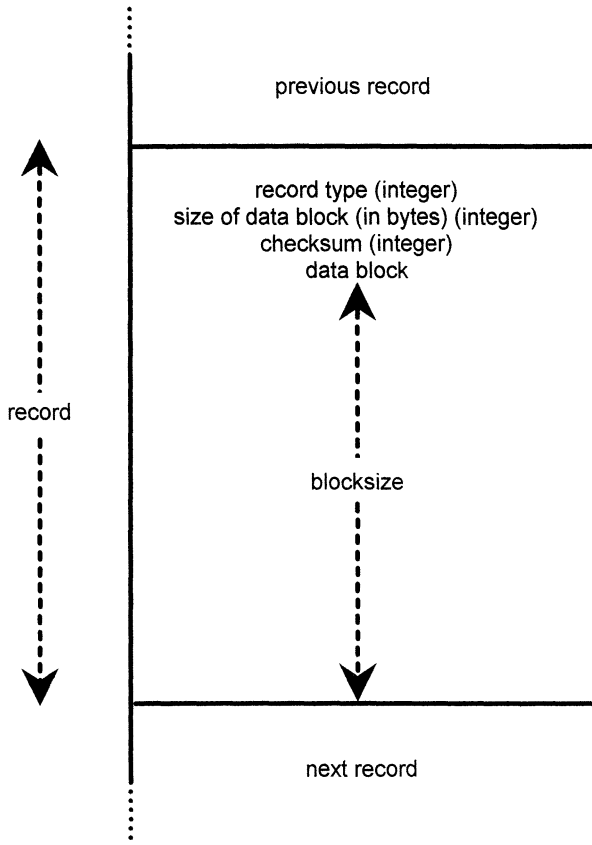 previous record
record type (integer)
size of data block (in bytes) (integer)
checksum (integer)
data block
record
blocksize
next record